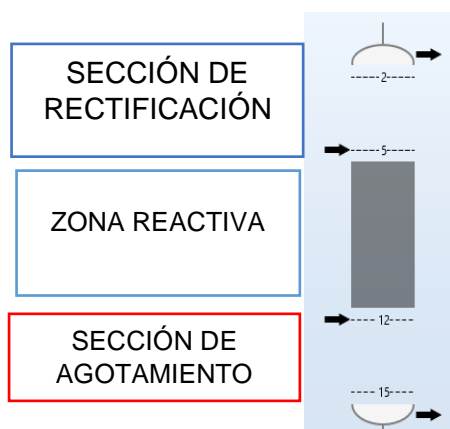 SECCIÓN DE
RECTIFICACIÓN
ZONA REACTIVA
SECCIÓN DE
AGOTAMIENTO
-----2-----
-----5-----
----- 12----
-----15----